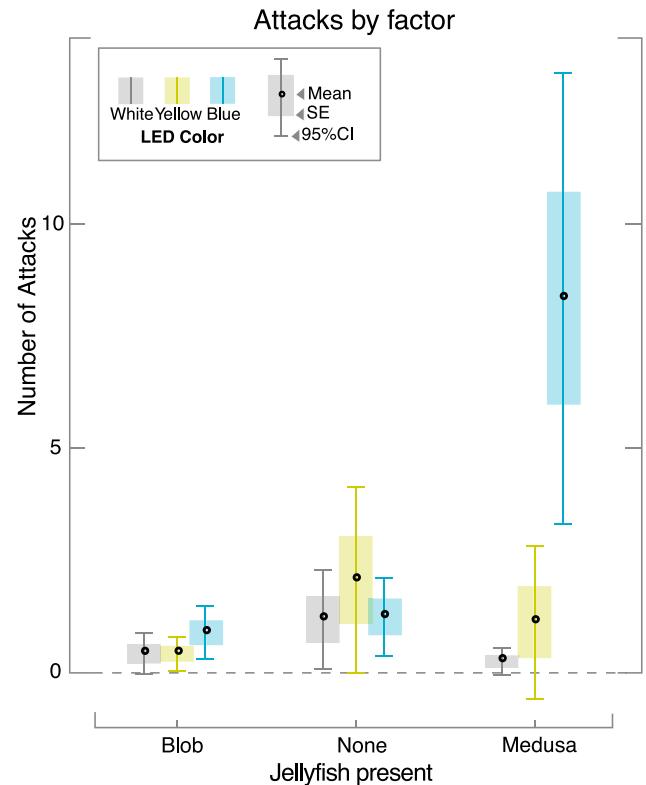 Attacks by factor
White Yellow Blue
LED Color
Mean
SE
95%CI
Number of Attacks
10
5
0
Blob None Medusa
Jellyfish present